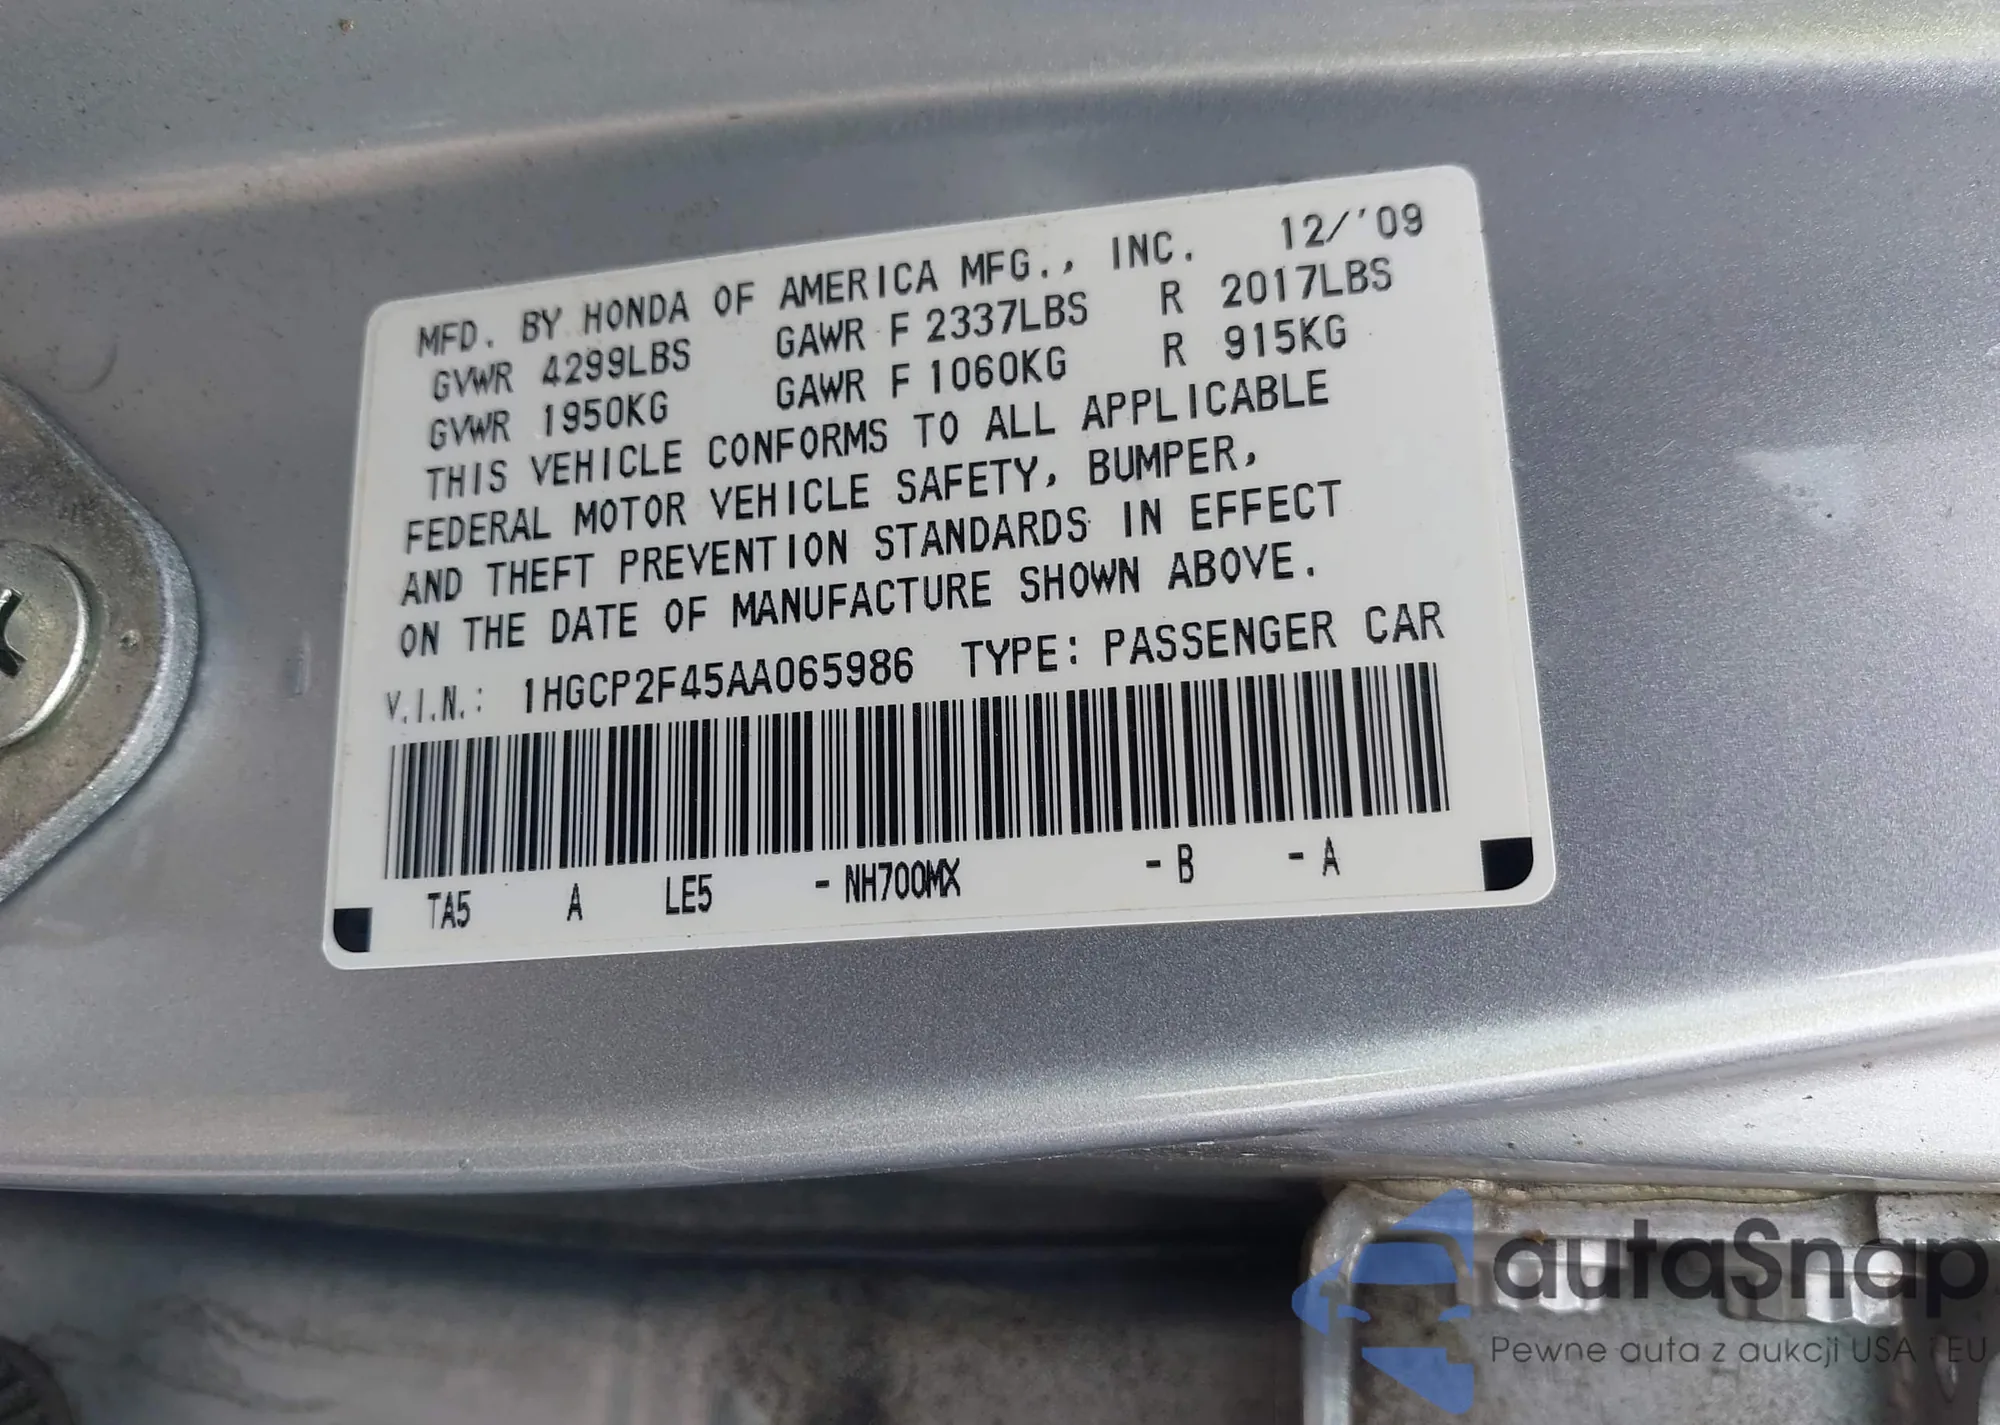 MFD. BY HONDA OF AMERICA MFG., INC. 12/'09
GVWR 4299LBS GAWR F 2337LBS R 2017LBS
GVWR 1950KG GAWR F 1060KG R 915KG
THIS VEHICLE CONFORMS TO ALL APPLICABLE
FEDERAL MOTOR VEHICLE SAFETY, BUMPER,
AND THEFT PREVENTION STANDARDS IN EFFECT
ON THE DATE OF MANUFACTURE SHOWN ABOVE.
V.I.N.: 1HGCP2F45AA065986 TYPE: PASSENGER CAR
TA5 A LE5 -NH700MX -B -A
autaSnap
Pewne auta z aukcji USA i EU